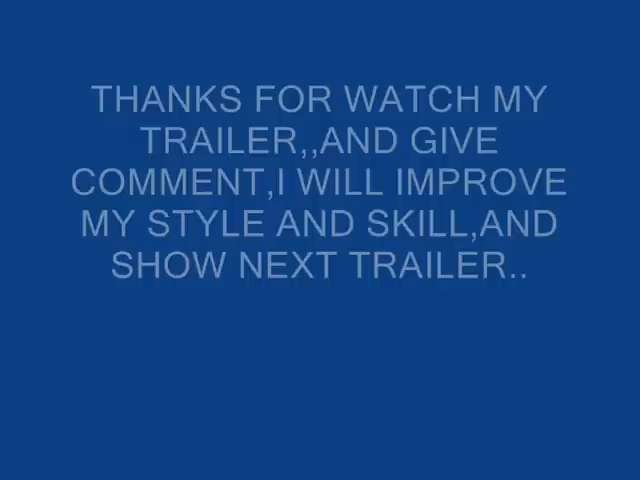 THANKS FOR WATCH MY
TRAILER,,AND GIVE
COMMENT,I WILL IMPROVE
MY STYLE AND SKILL,AND
SHOW NEXT TRAILER..